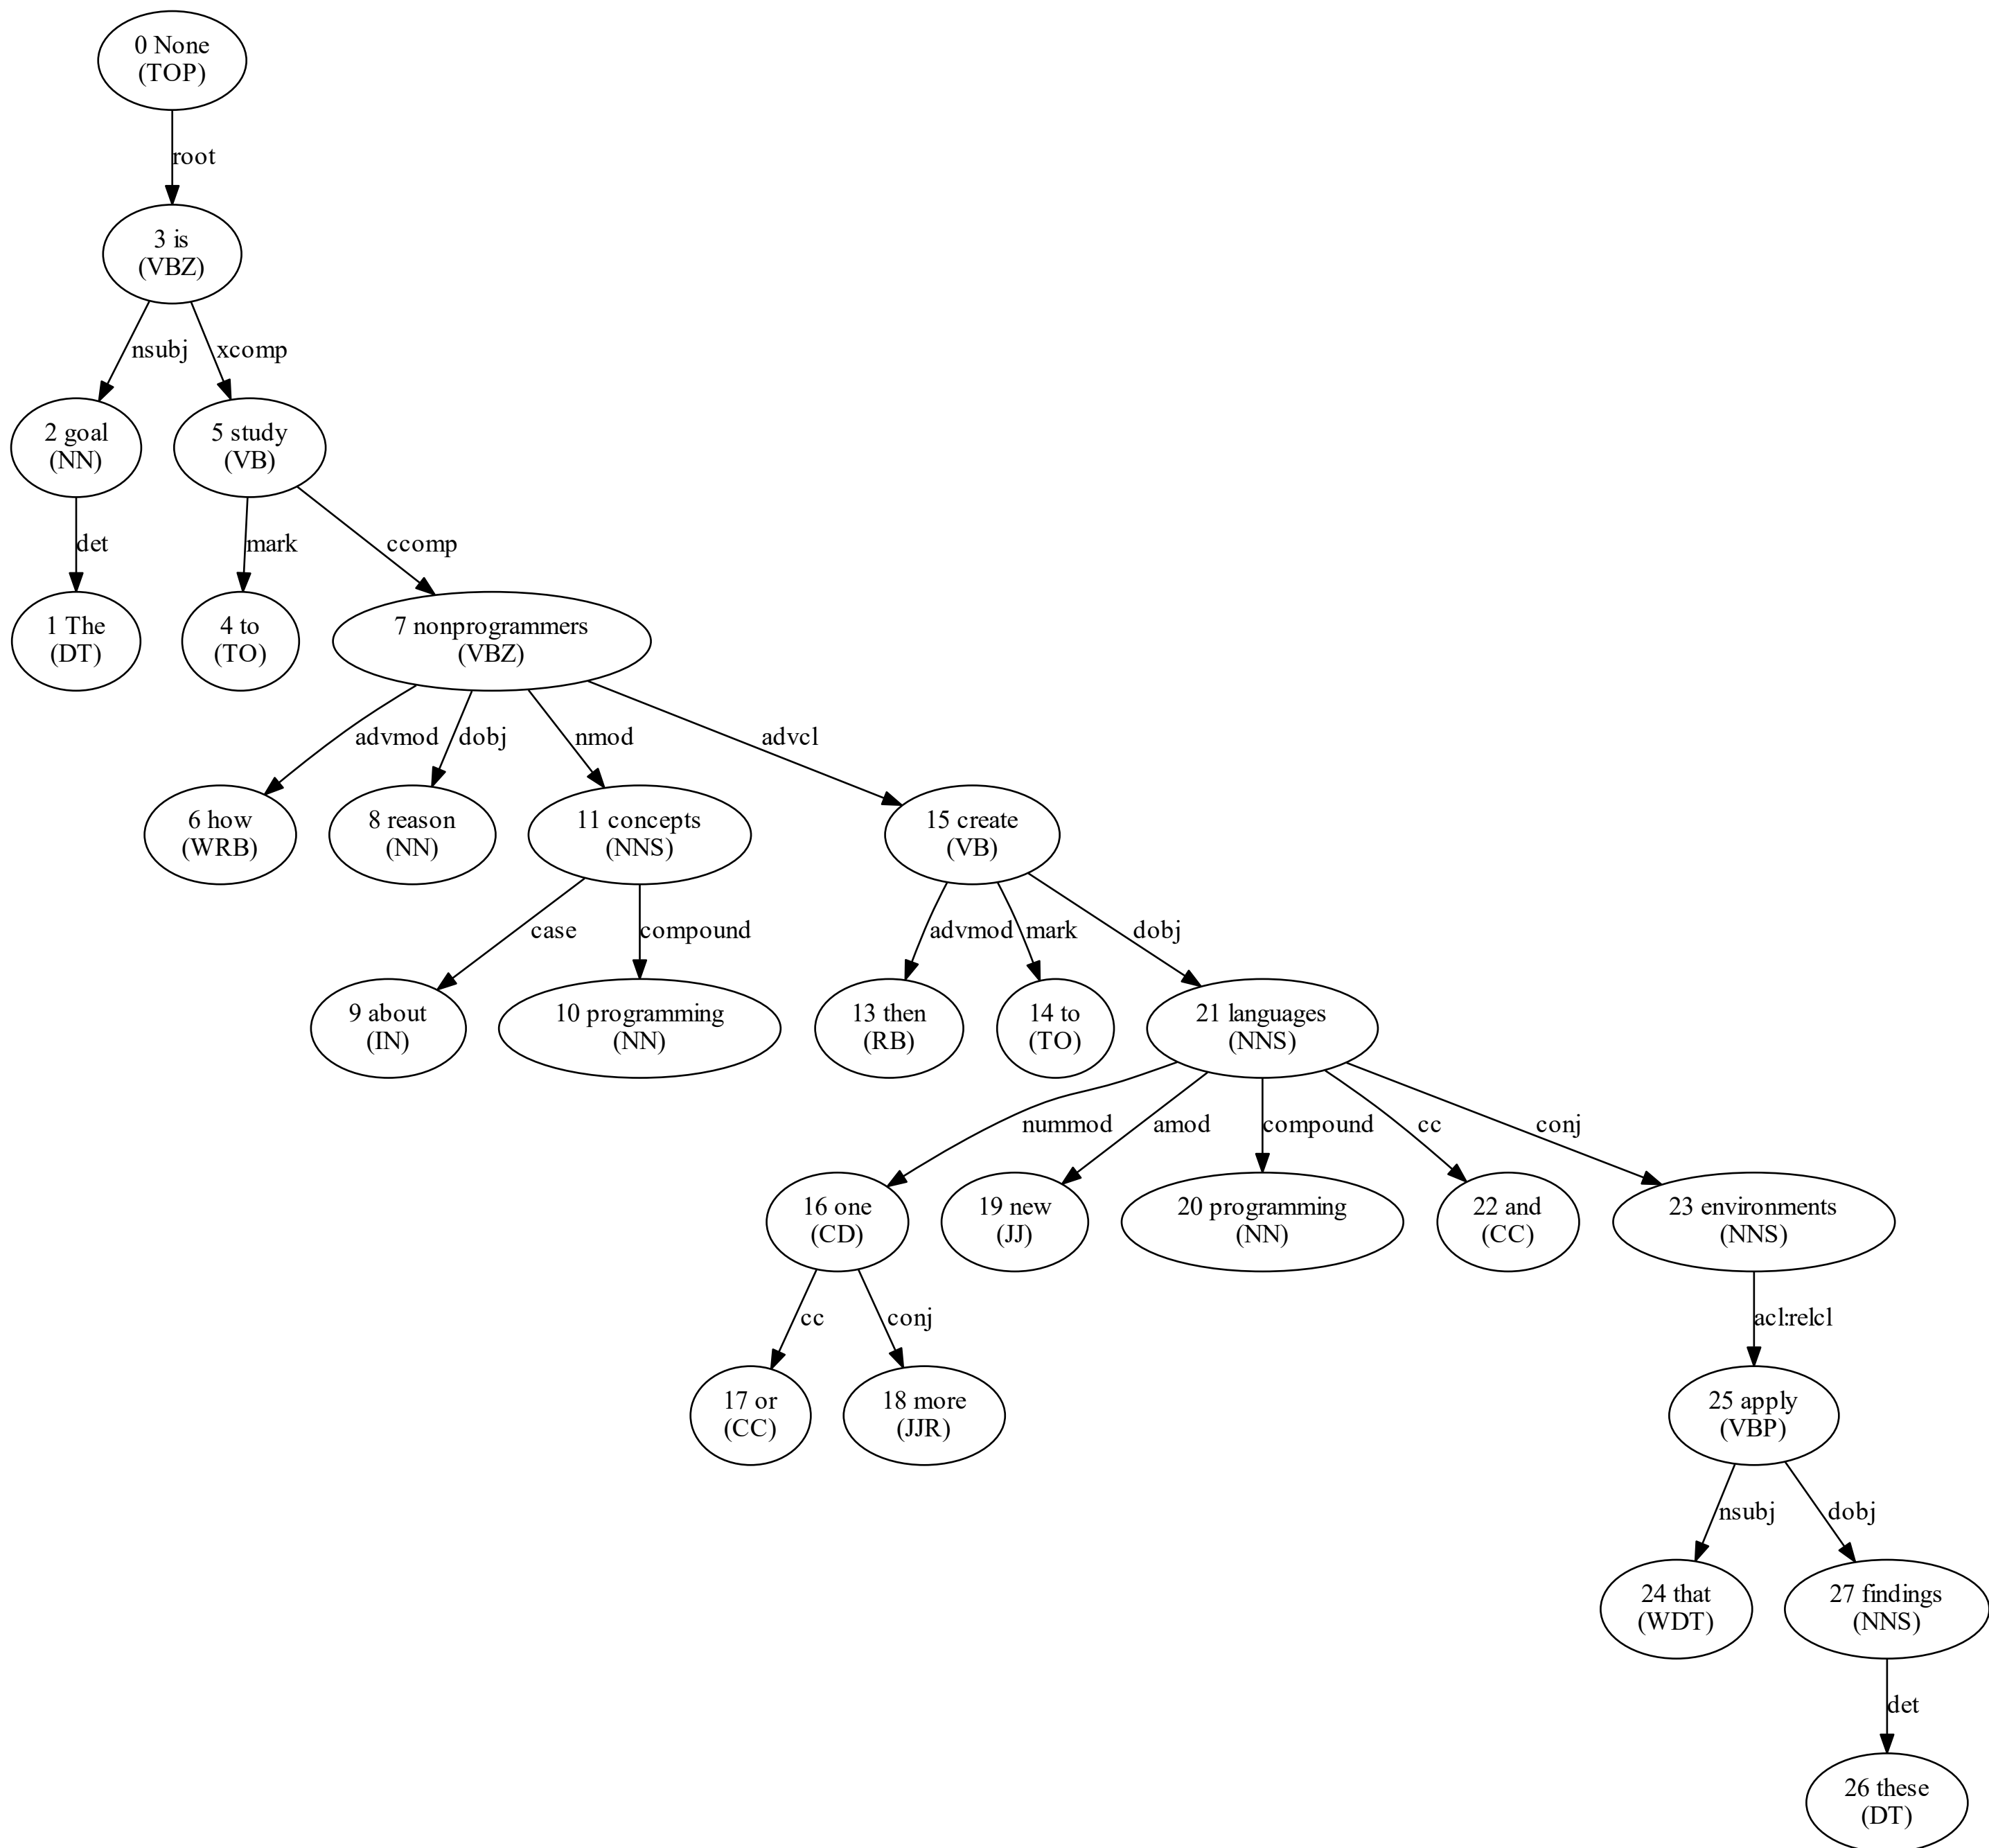 0 None
(TOP)
root
3 is
(VBZ)
nsubj
xcomp
2 goal
(NN)
5 study
(VB)
det
mark
ccomp
1 The
(DT)
4 to
(TO)
7 nonprogrammers
(VBZ)
advmod
dobj
nmod
advcl
6 how
(WRB)
8 reason
(NN)
11 concepts
(NNS)
15 create
(VB)
case
compound
advmod
mark
dobj
9 about
(IN)
10 programming
(NN)
13 then
(RB)
14 to
(TO)
21 languages
(NNS)
nummod
amod
compound
cc
conj
16 one
(CD)
19 new
(JJ)
20 programming
(NN)
22 and
(CC)
23 environments
(NNS)
cc
conj
acl:relcl
17 or
(CC)
18 more
(JJR)
25 apply
(VBP)
nsubj
dobj
24 that
(WDT)
27 findings
(NNS)
det
26 these
(DT)